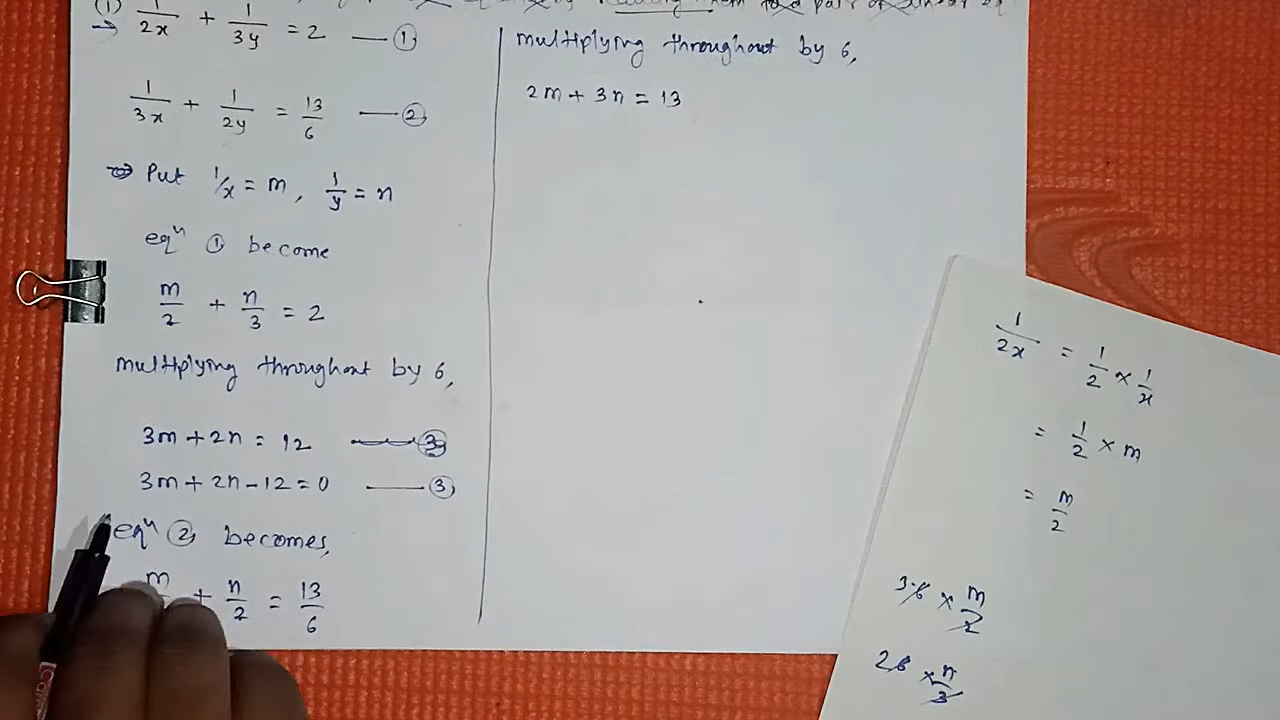 (1) 1/2x + 1/3y = 2 — ①
1/3x + 1/2y = 13/6 — ②
Put 1/x = m, 1/y = n
eqⁿ ① become
m/2 + n/3 = 2
multiplying throughout by 6,
3m + 2n = 12
3m + 2n - 12 = 0 — ③
eqⁿ ② becomes,
m + n/2 = 13/6
multiplying throughout by 6,
2m + 3n = 13
1/2x = 1/2 × 1/x
= 1/2 × m
= m/2
3 6 × m/2
2 6 × n/3